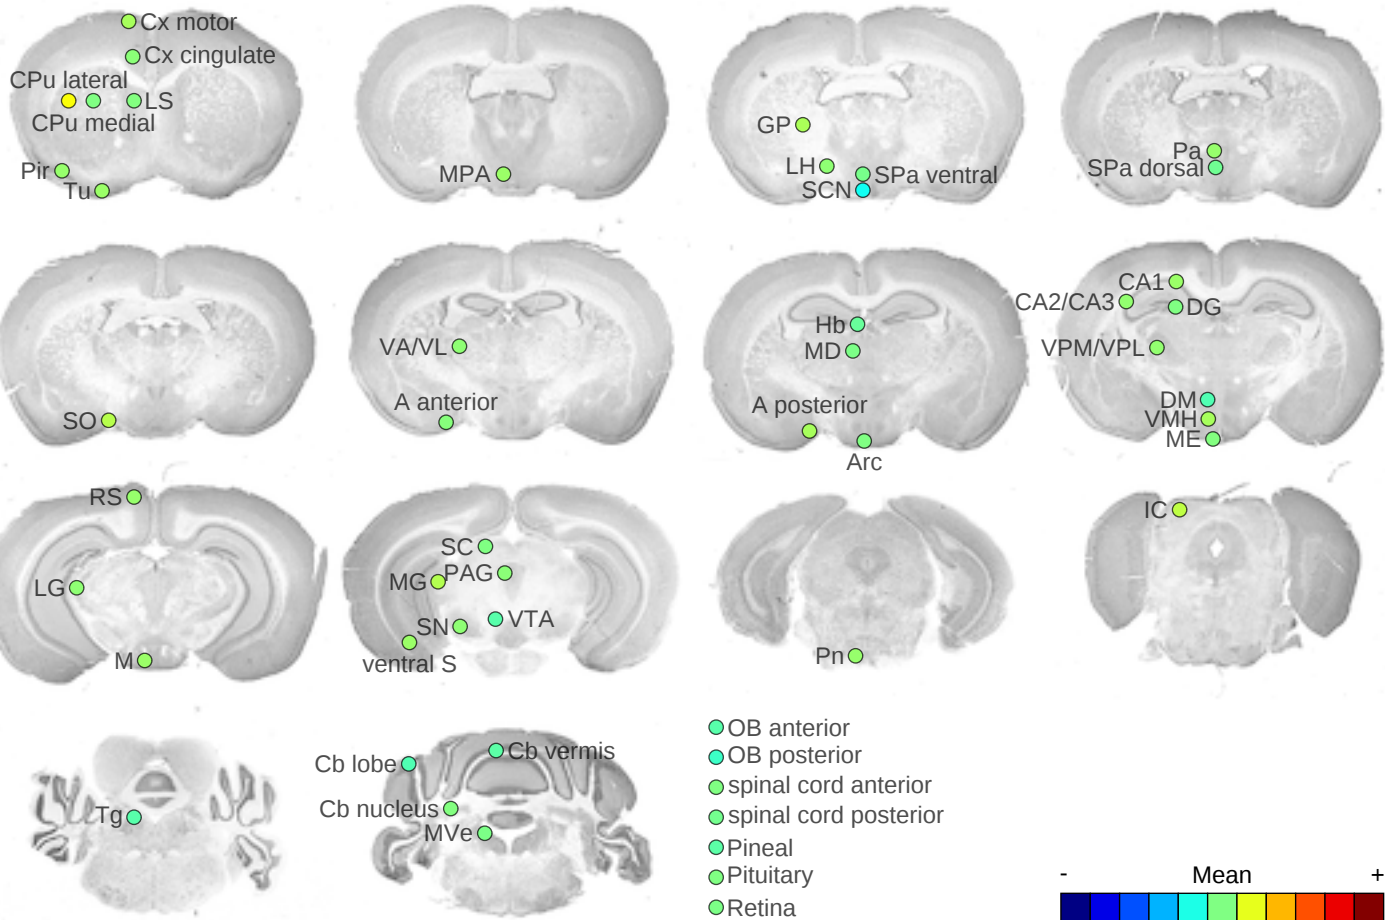 Cx motor
Cx cingulate
CPu lateral
LS
CPu medial
Pir
Tu
MPA
GP
LH
SPa ventral
SCN
Pa
SPa dorsal
SO
VA/VL
A anterior
Hb
MD
A posterior
Arc
CA1
CA2/CA3
DG
VPM/VPL
DM
VMH
ME
RS
LG
M
SC
MG
PAG
SN
VTA
ventral S
Pn
IC
Tg
Cb lobe
Cb vermis
Cb nucleus
MVe
OB anterior
OB posterior
spinal cord anterior
spinal cord posterior
Pineal
Pituitary
Retina
- Mean +